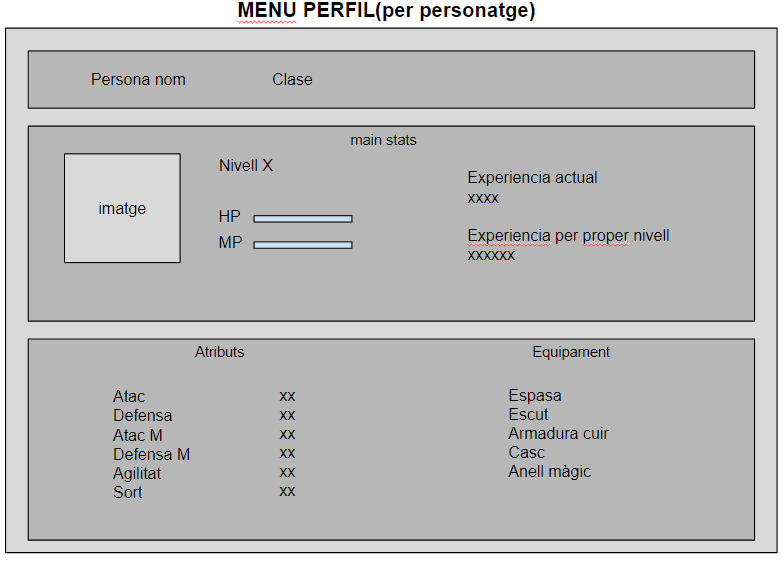 MENU PERFIL(per personatge)
Persona nom Clase
main stats
imatge
Nivell X
HP
MP
Experiencia actual
xxxx
Experiencia per proper nivell
xxxxxx
Atributs
Atac xx
Defensa xx
Atac M xx
Defensa M xx
Agilitat xx
Sort xx
Equipament
Espasa
Escut
Armadura cuir
Casc
Anell màgic